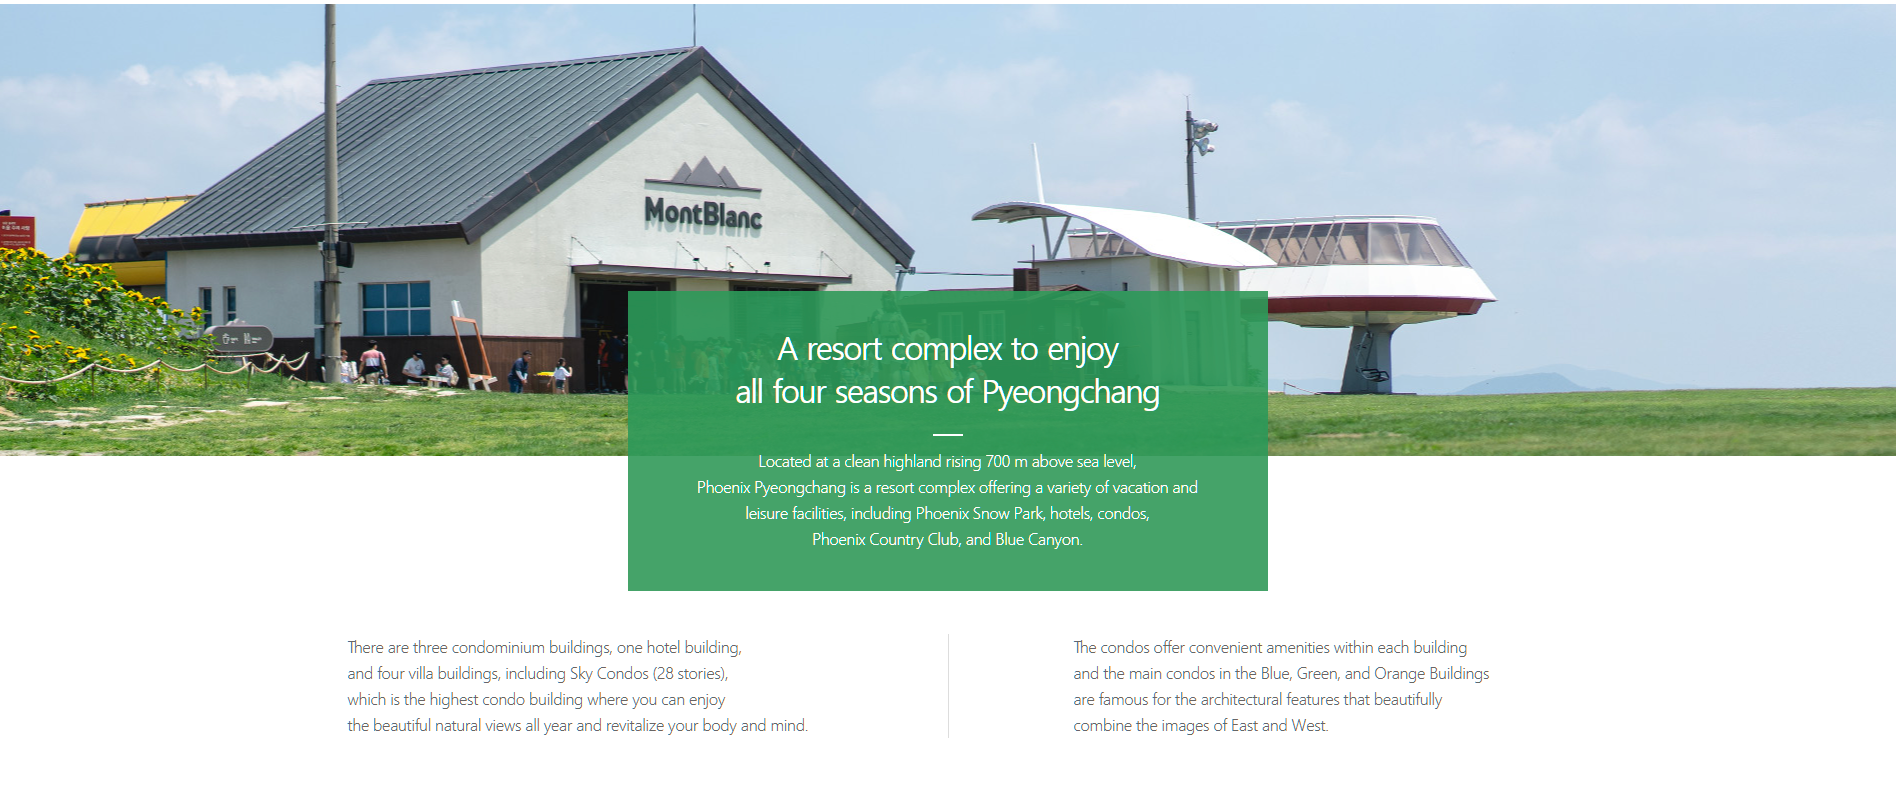 MontBlanc
A resort complex to enjoy
all four seasons of Pyeongchang
Located at a clean highland rising 700 m above sea level,
Phoenix Pyeongchang is a resort complex offering a variety of vacation and
leisure facilities, including Phoenix Snow Park, hotels, condos,
Phoenix Country Club, and Blue Canyon.
There are three condominium buildings, one hotel building,
and four villa buildings, including Sky Condos (28 stories),
which is the highest condo building where you can enjoy
the beautiful natural views all year and revitalize your body and mind.
The condos offer convenient amenities within each building
and the main condos in the Blue, Green, and Orange Buildings
are famous for the architectural features that beautifully
combine the images of East and West.